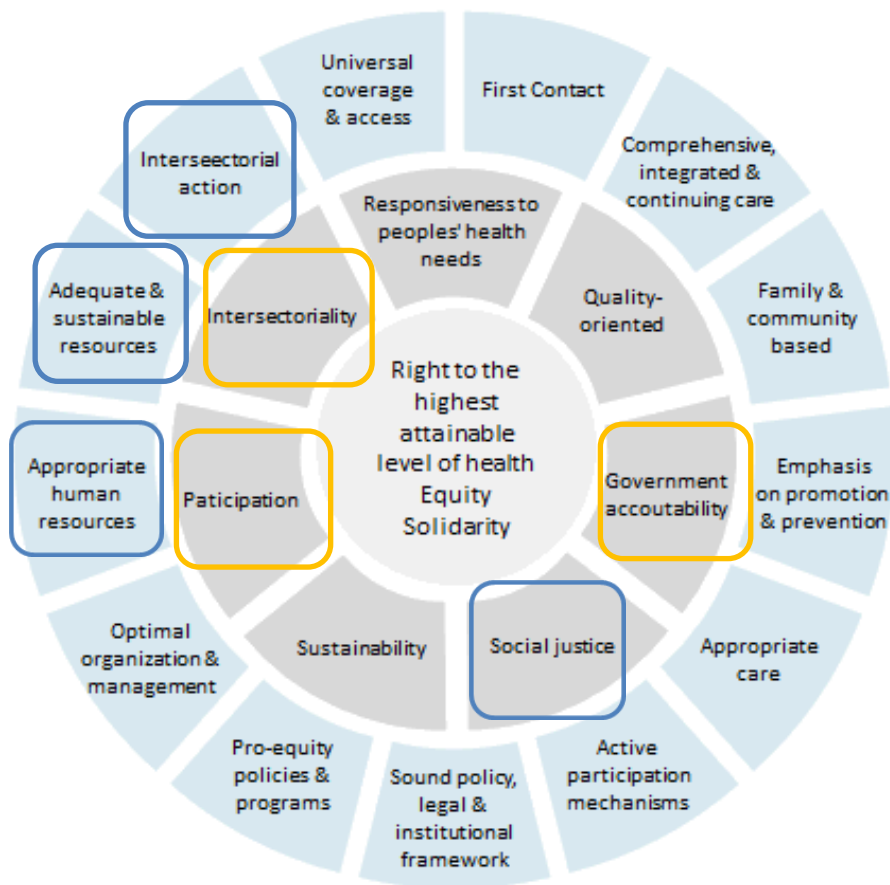 Universal
coverage
& access
First Contact
Comprehensive,
integrated &
continuing care
Family &
community
based
Emphasis
on promotion
& prevention
Appropriate
care
Active
participation
mechanisms
Sound policy,
legal &
institutional
framework
Pro-equity
policies &
programs
Optimal
organization &
management
Appropriate
human
resources
Adequate &
sustainable
resources
Interseectorial
action
Responsiveness to
peoples' health
needs
Quality-
oriented
Government
accoutability
Social justice
Sustainability
Paticipation
Intersectoriality
Right to the
highest
attainable
level of health
Equity
Solidarity